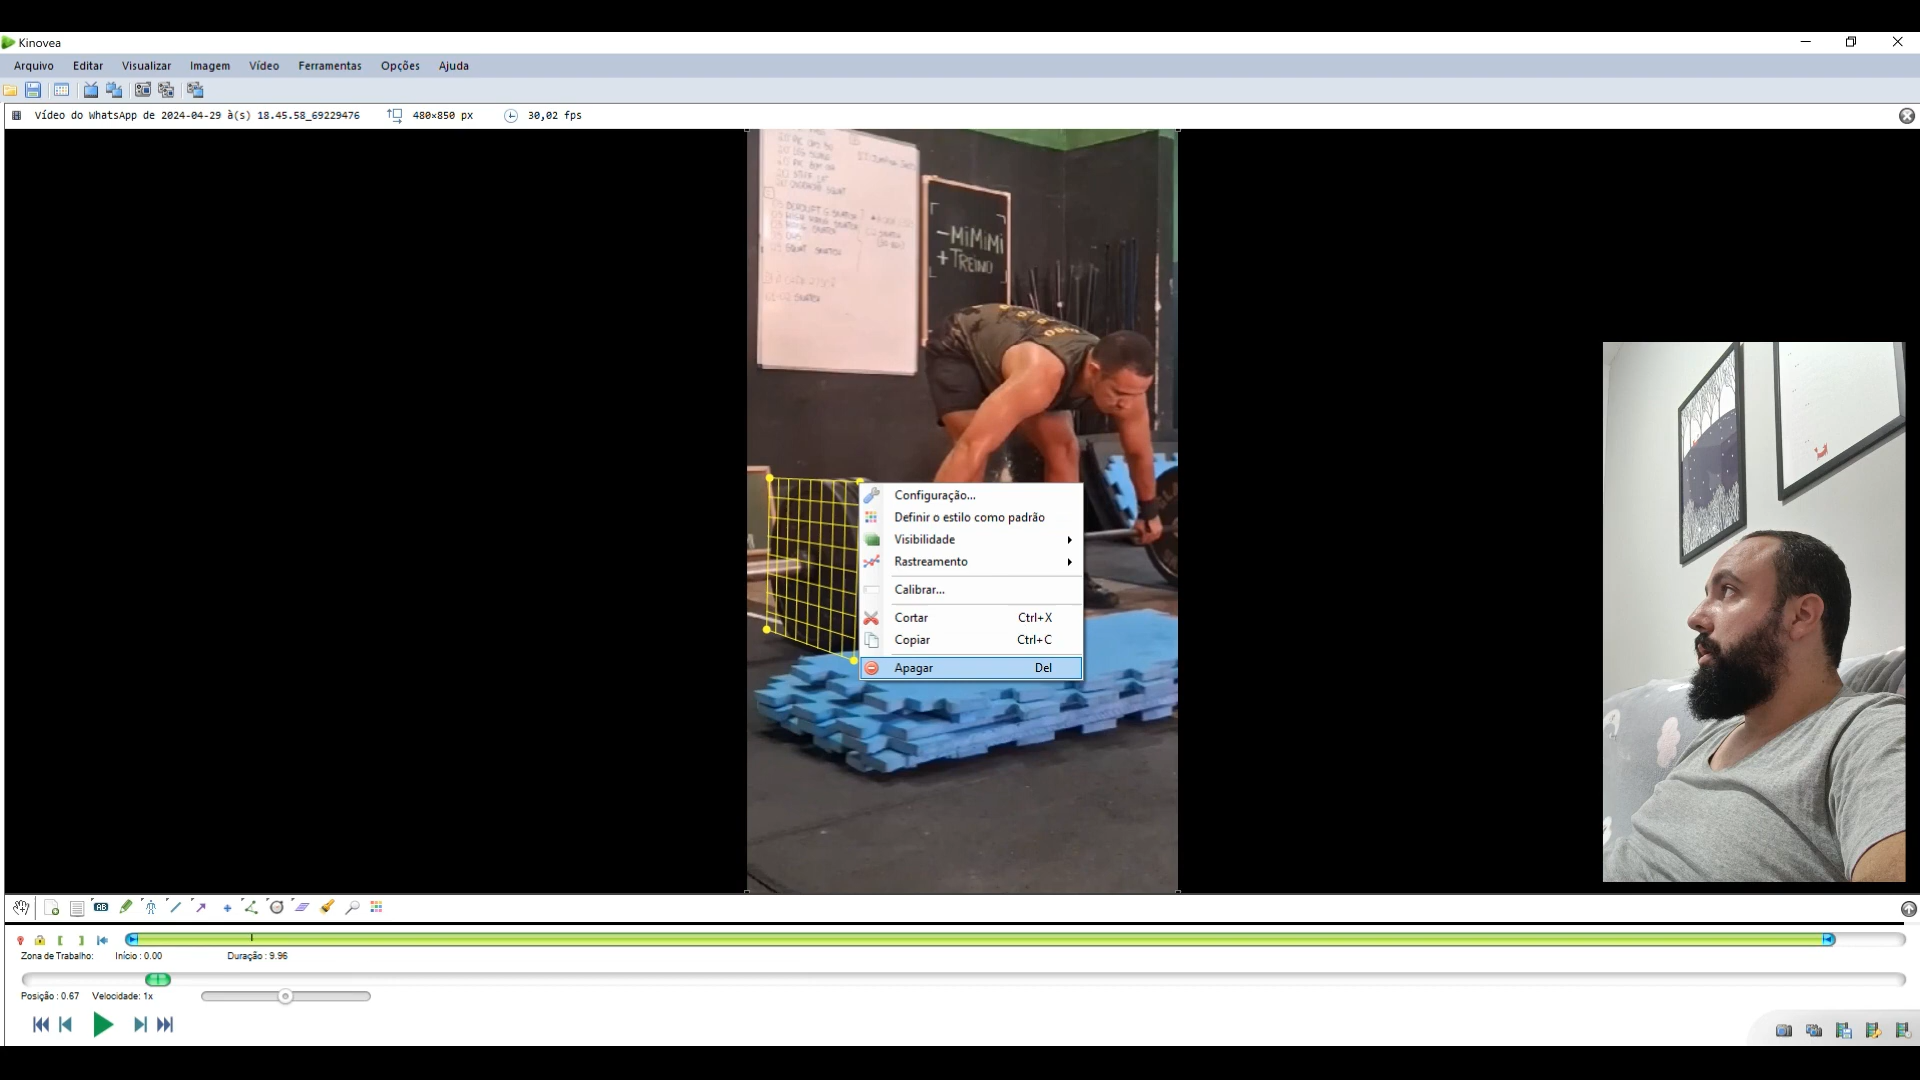 Kinovea
Arquivo Editar Visualizar Imagem Vídeo Ferramentas Opções Ajuda
Vídeo do WhatsApp de 2024-04-29 à(s) 18.45.58_69229476 480×850 px 30,02 fps
-MiMiMi
+TREINO
Configuração...
Definir o estilo como padrão
Visibilidade
Rastreamento
Calibrar...
Cortar Ctrl+X
Copiar Ctrl+C
Apagar Del
Zona de Trabalho: Início : 0.00 Duração : 9.96
Posição : 0.67 Velocidade: 1x